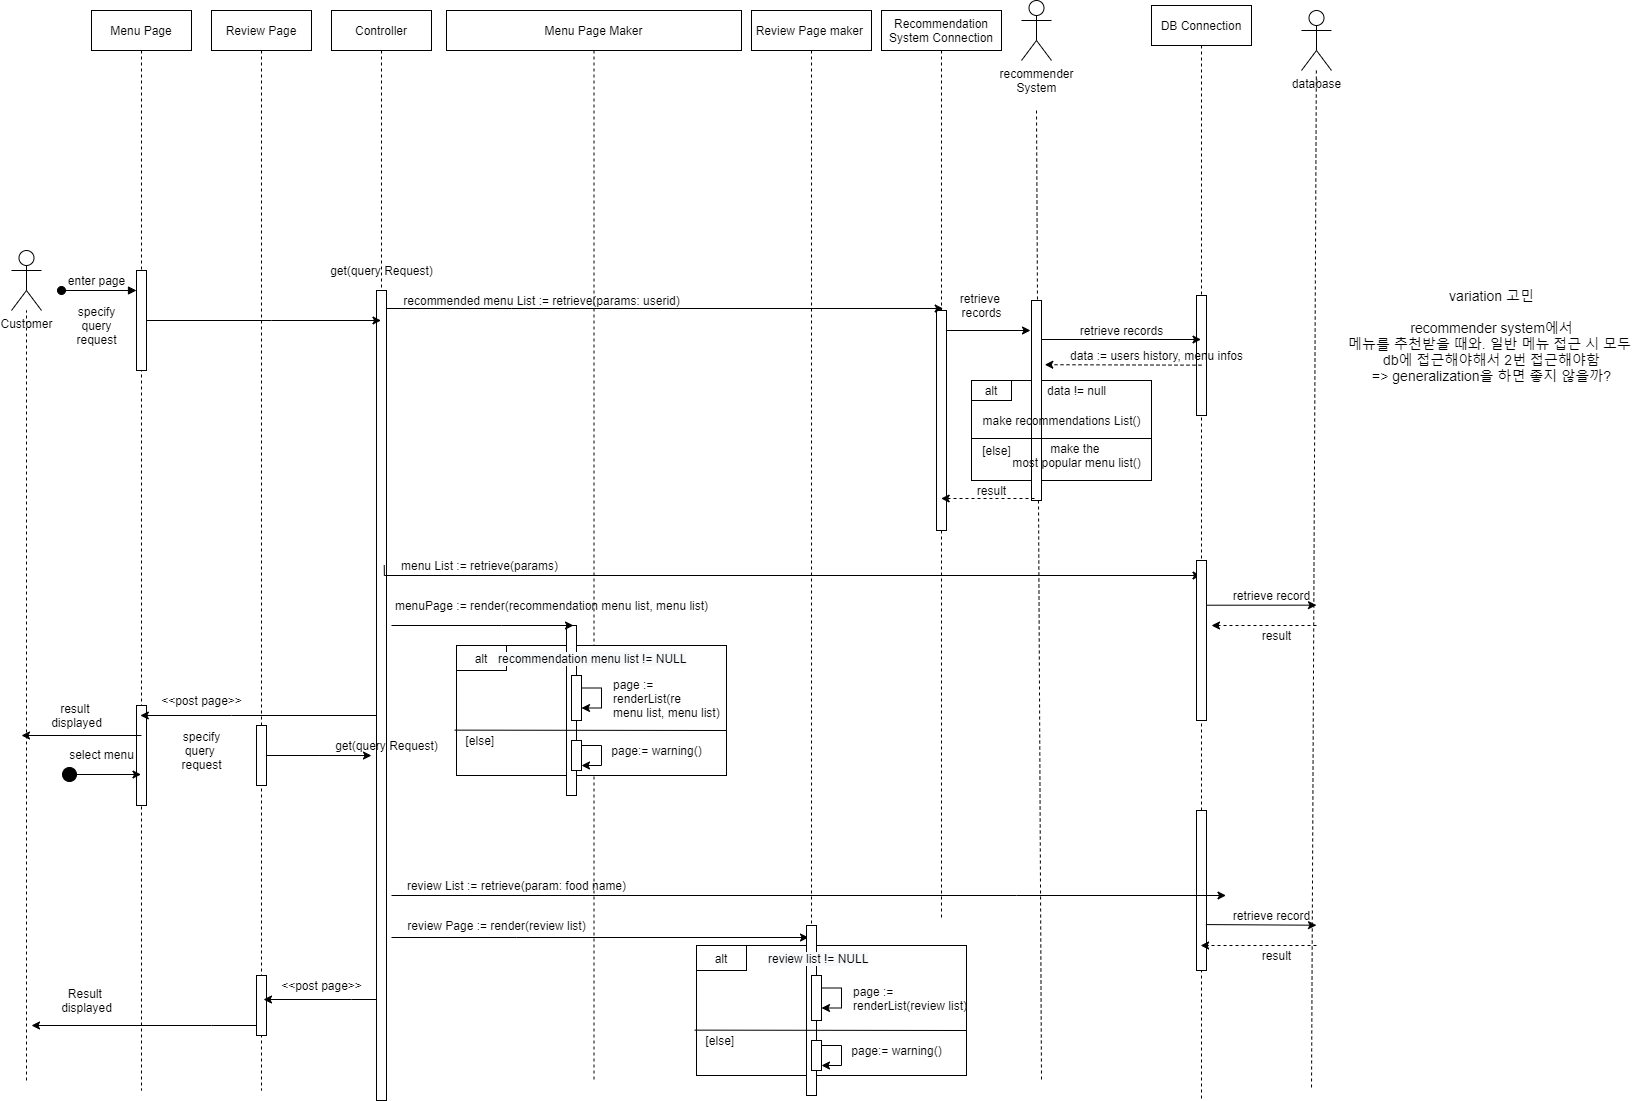 Menu Page
Review Page
Controller
Menu Page Maker
Review Page maker
Recommendation
System Connection
recommender
System
DB Connection
database
Customer
enter page
specify
query
request
get(query Request)
recommended menu List := retrieve(params: userid)
retrieve
records
retrieve records
data := users history, menu infos
alt
data != null
make recommendations List()
[else]
make the
most popular menu list()
result
variation 고민
recommender system에서
메뉴를 추천받을 때와. 일반 메뉴 접근 시 모두
db에 접근해야해서 2번 접근해야함
=> generalization을 하면 좋지 않을까?
menu List := retrieve(params)
retrieve record
result
menuPage := render(recommendation menu list, menu list)
alt
recommendation menu list != NULL
page :=
renderList(re
menu list, menu list)
[else]
page:= warning()
<<post page>>
result
displayed
select menu
specify
query
request
get(query Request)
review List := retrieve(param: food name)
retrieve record
result
review Page := render(review list)
alt
review list != NULL
page :=
renderList(review list)
[else]
page:= warning()
<<post page>>
Result
displayed